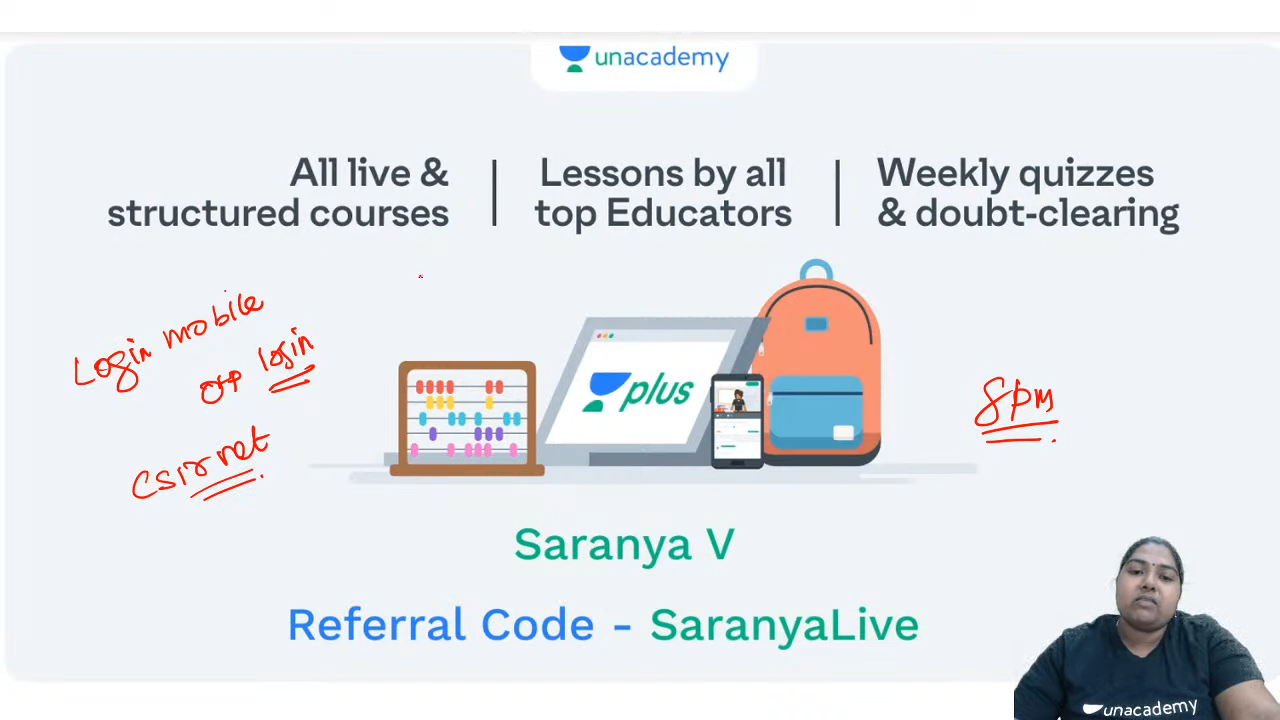 unacademy
All live &
structured courses
Lessons by all
top Educators
Weekly quizzes
& doubt-clearing
Login mobile
OTP login
Csir net
plus
8pm
Saranya V
Referral Code - SaranyaLive
unacademy